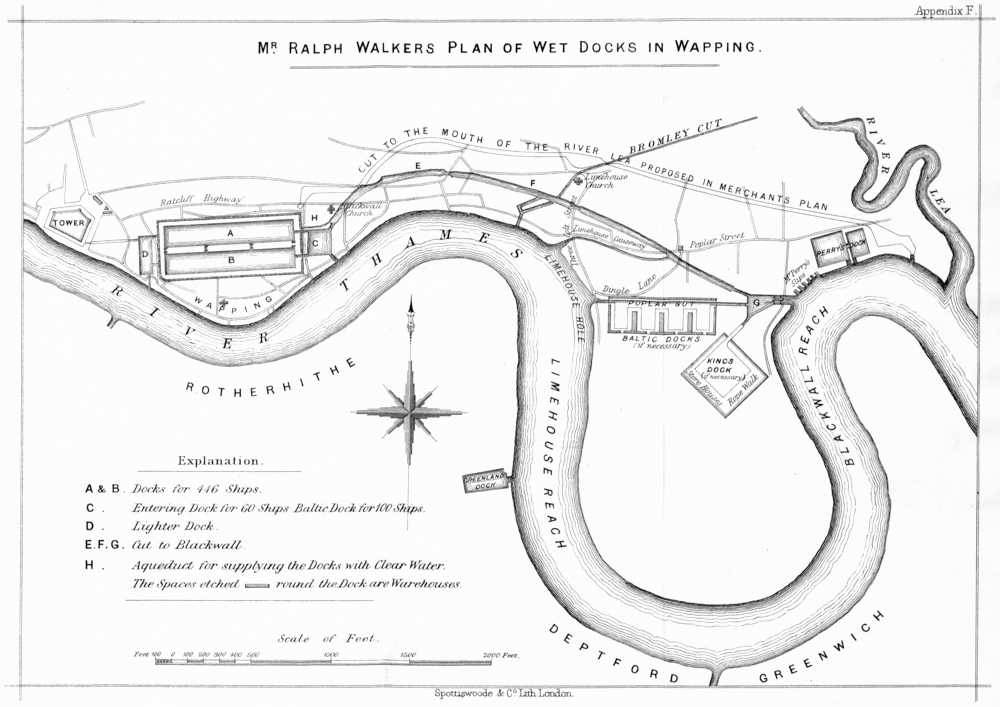 Appendix F.
MR. RALPH WALKERS PLAN OF WET DOCKS IN WAPPING.
CUT TO THE MOUTH OF THE RIVER LEA PROPOSED IN MERCHANTS PLAN
BROMLEY CUT
RIVER LEA
E
F
Limehouse
Church
Ratcliff Highway
H
Church
TOWER
A
B
C
D
WAPPING
RIVER THAMES
Limehouse Causeway
Poplar Street
PERRY'S DOCK
Mr. Perry's
Slips
LIMEHOUSE HOLE
Dingle Lane
POPLAR GUT
G
BALTIC DOCKS
(if necessary)
KINGS
DOCK
(if necessary)
Store Houses
Rope Walk
ROTHERHITHE
LIMEHOUSE REACH
BLACKWALL REACH
GREENLAND
DOCK
DEPTFORD
GREENWICH
Explanation.
A & B. Docks for 446 Ships.
C. Entering Dock for 60 Ships Baltic Dock for 100 Ships.
D. Lighter Dock.
E.F.G. Cut to Blackwall.
H. Aqueduct for supplying the Docks with Clear Water.
The Spaces etched round the Dock are Warehouses.
Scale of Feet.
Feet 100 0 100 200 300 400 500 1000 1500 2000 Feet.
Spottiswoode & Co. Lith London.